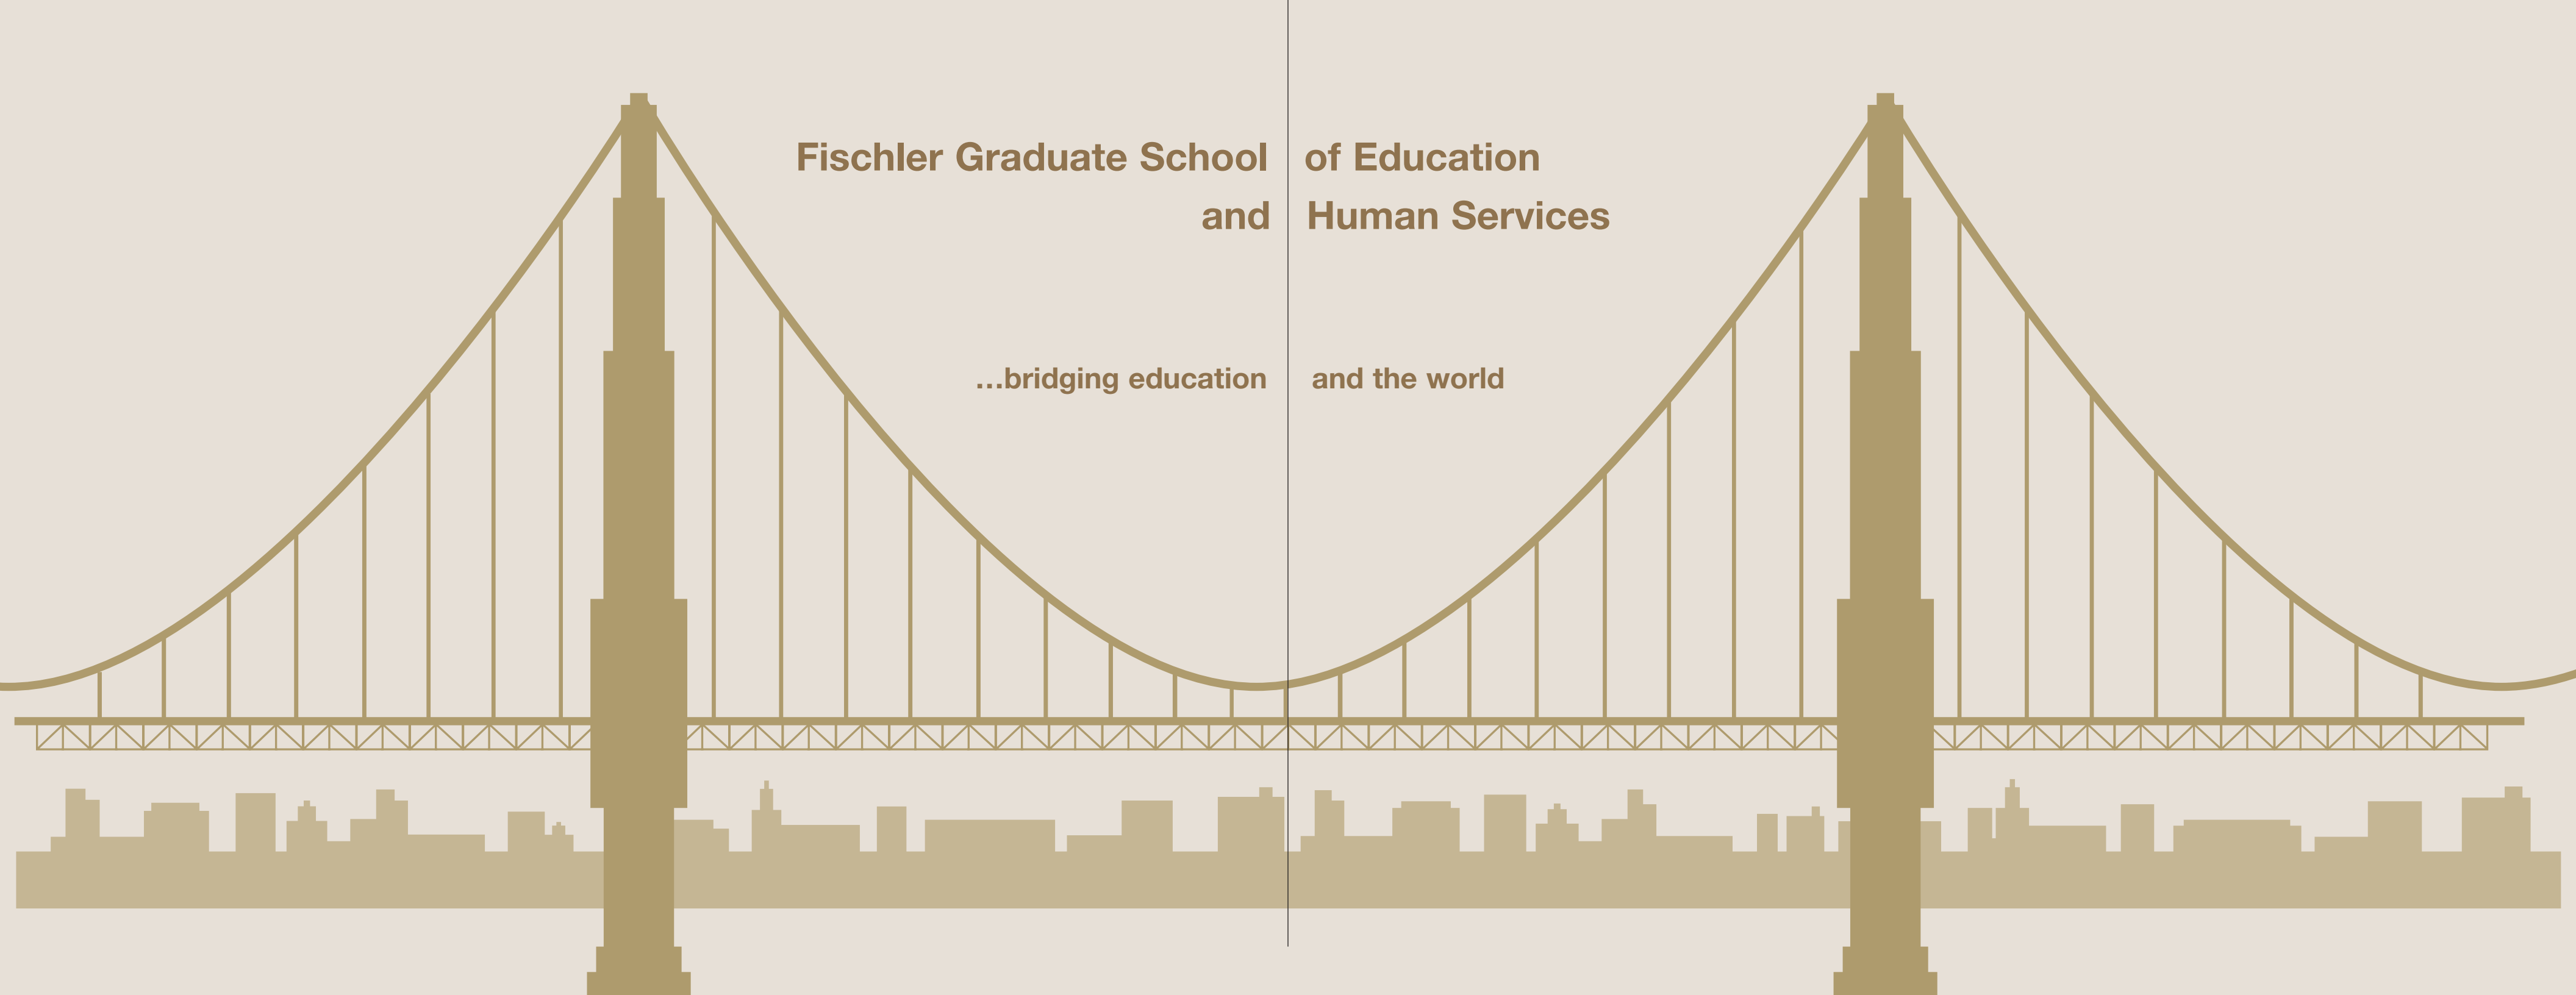 Fischler Graduate School of Education
and Human Services
...bridging education and the world